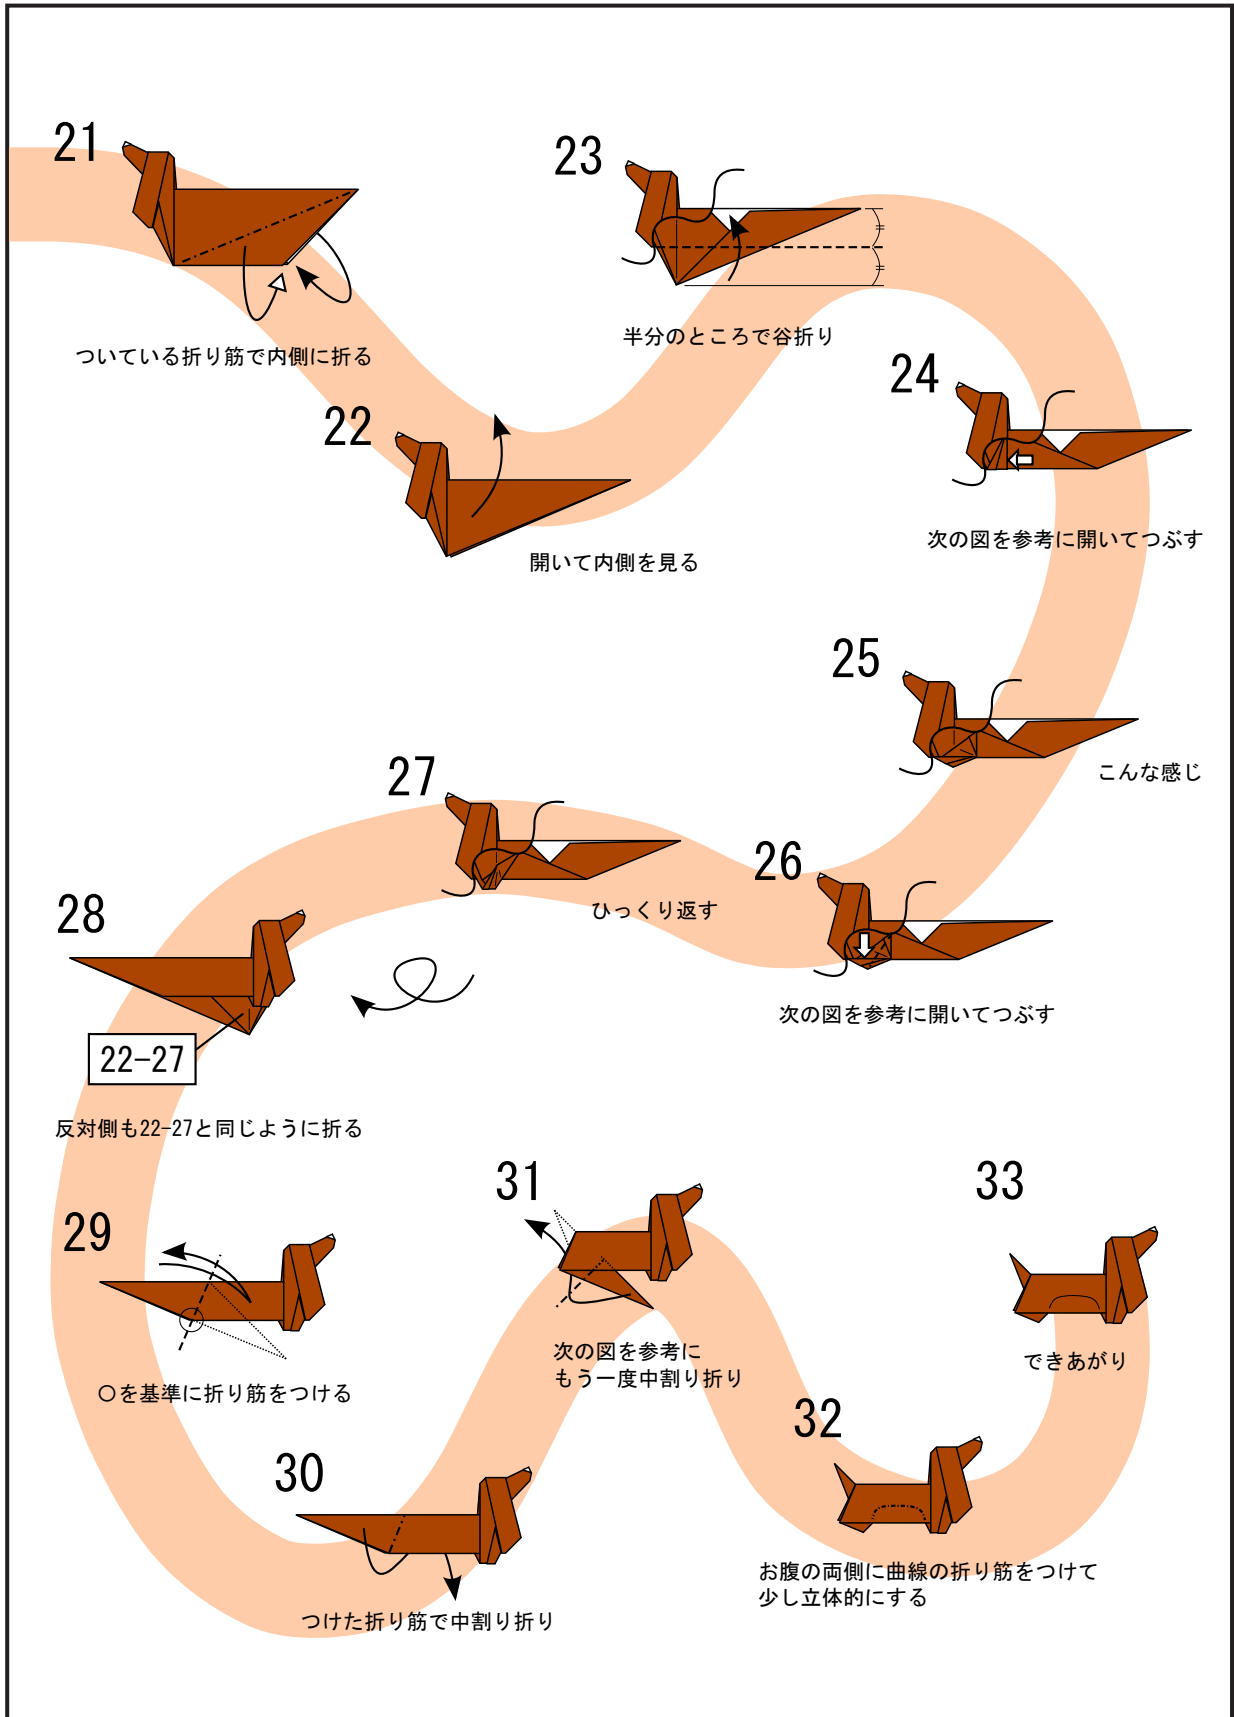 21
ついている折り筋で内側に折る
22
開いて内側を見る
23
半分のところで谷折り
24
次の図を参考に開いてつぶす
25
こんな感じ
26
次の図を参考に開いてつぶす
27
ひっくり返す
28
22-27
反対側も22-27と同じように折る
29
○を基準に折り筋をつける
30
つけた折り筋で中割り折り
31
次の図を参考に
もう一度中割り折り
32
お腹の両側に曲線の折り筋をつけて
少し立体的にする
33
できあがり